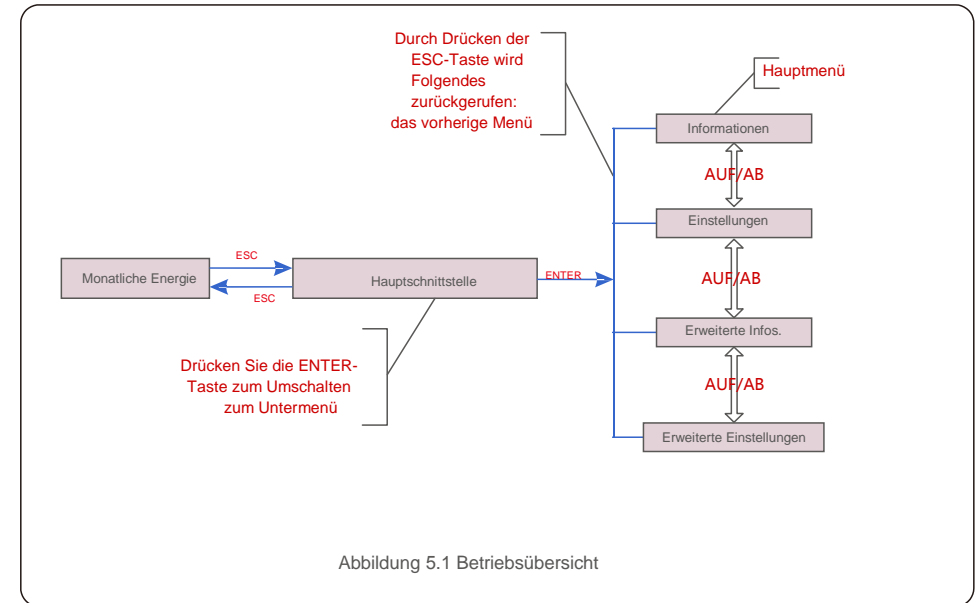 Durch Drücken der
ESC-Taste wird
Folgendes
zurückgerufen:
das vorherige Menü
Hauptmenü
Informationen
AUF/AB
Einstellungen
ESC
Monatliche Energie
Hauptschnittstelle
ENTER
AUF/AB
ESC
Erweiterte Infos.
Drücken Sie die ENTER-
Taste zum Umschalten
zum Untermenü
AUF/AB
Erweiterte Einstellungen
Abbildung 5.1 Betriebsübersicht